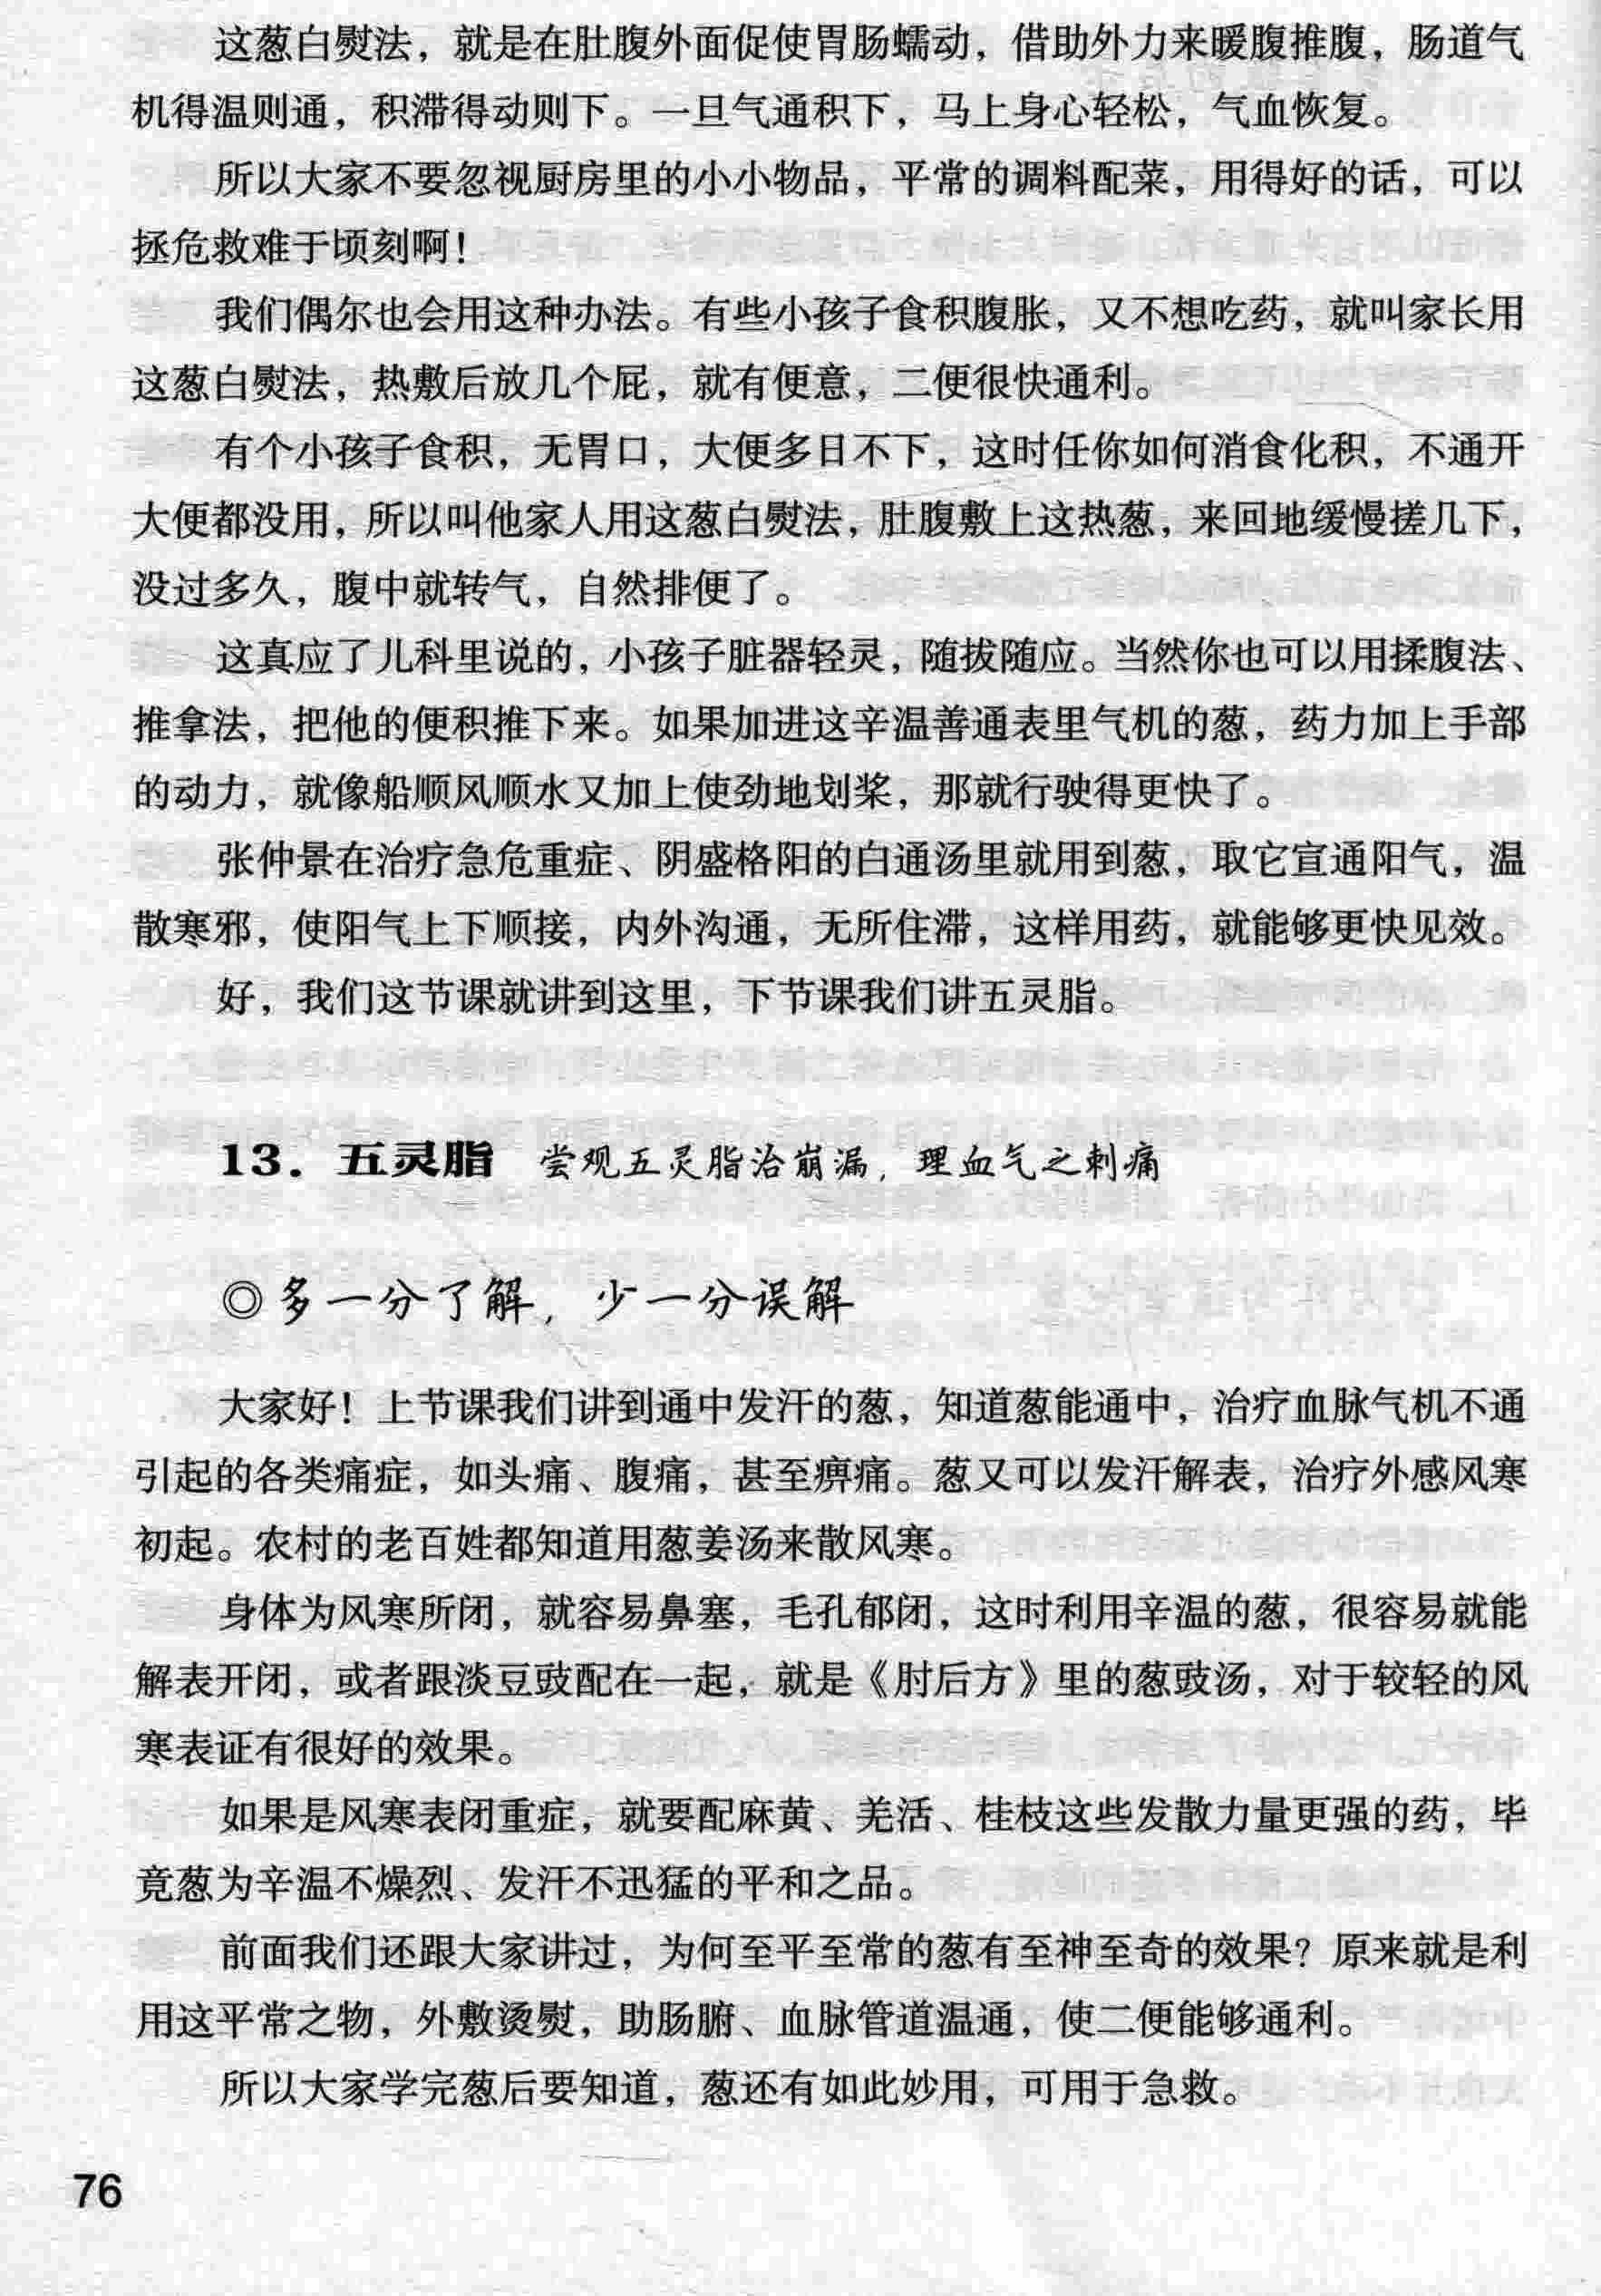 这葱白熨法，就是在肚腹外面促使胃肠蠕动，借助外力来暖腹推腹，肠道气
机得温则通，积滞得动则下。一旦气通积下，马上身心轻松，气血恢复。
所以大家不要忽视厨房里的小小物品，平常的调料配菜，用得好的话，可以
拯危救难于顷刻啊！
我们偶尔也会用这种办法。有些小孩子食积腹胀，又不想吃药，就叫家长用
这葱白熨法，热敷后放几个屁，就有便意，二便很快通利。
有个小孩子食积，无胃口，大便多日不下，这时任你如何消食化积，不通开
大便都没用，所以叫他家人用这葱白熨法，肚腹敷上这热葱，来回地缓慢搓几下，
没过多久，腹中就转气，自然排便了。
这真应了儿科里说的，小孩子脏器轻灵，随拔随应。当然你也可以用揉腹法、
推拿法，把他的便积推下来。如果加进这辛温善通表里气机的葱，药力加上手部
的动力，就像船顺风顺水又加上使劲地划桨，那就行驶得更快了。
张仲景在治疗急危重症、阴盛格阳的白通汤里就用到葱，取它宣通阳气，温
散寒邪，使阳气上下顺接，内外沟通，无所住滞，这样用药，就能够更快见效。
好，我们这节课就讲到这里，下节课我们讲五灵脂。
13．五灵脂 尝观五灵脂治崩漏，理血气之刺痛
◎多一分了解，少一分误解
大家好！上节课我们讲到通中发汗的葱，知道葱能通中，治疗血脉气机不通
引起的各类痛症，如头痛、腹痛，甚至痹痛。葱又可以发汗解表，治疗外感风寒
初起。农村的老百姓都知道用葱姜汤来散风寒。
身体为风寒所闭，就容易鼻塞，毛孔郁闭，这时利用辛温的葱，很容易就能
解表开闭，或者跟淡豆豉配在一起，就是《肘后方》里的葱豉汤，对于较轻的风
寒表证有很好的效果。
如果是风寒表闭重症，就要配麻黄、羌活、桂枝这些发散力量更强的药，毕
竟葱为辛温不燥烈、发汗不迅猛的平和之品。
前面我们还跟大家讲过，为何至平至常的葱有至神至奇的效果？原来就是利
用这平常之物，外敷烫熨，助肠腑、血脉管道温通，使二便能够通利。
所以大家学完葱后要知道，葱还有如此妙用，可用于急救。
76